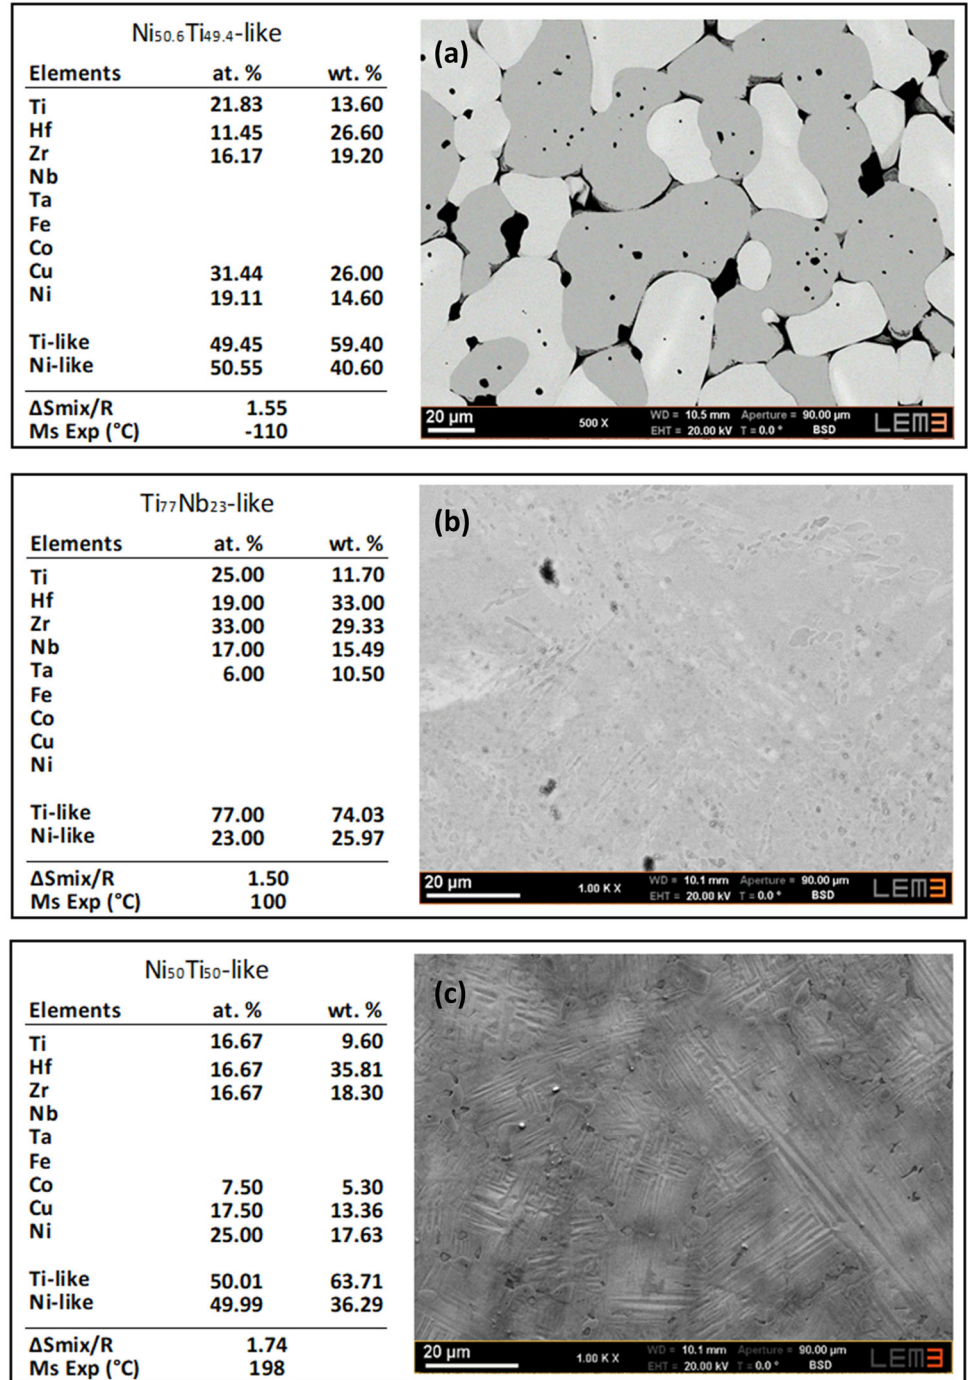 Ni50.6Ti49.4-like
Elements at. % wt. %
Ti 21.83 13.60
Hf 11.45 26.60
Zr 16.17 19.20
Nb
Ta
Fe
Co
Cu 31.44 26.00
Ni 19.11 14.60
Ti-like 49.45 59.40
Ni-like 50.55 40.60
ΔSmix/R 1.55
Ms Exp (°C) -110
(a)
20 µm
500 X
WD = 10.5 mm Aperture = 90.00 µm
EHT = 20.00 kV T = 0.0 ° BSD
LEM3
Ti77Nb23-like
Elements at. % wt. %
Ti 25.00 11.70
Hf 19.00 33.00
Zr 33.00 29.33
Nb 17.00 15.49
Ta 6.00 10.50
Fe
Co
Cu
Ni
Ti-like 77.00 74.03
Ni-like 23.00 25.97
ΔSmix/R 1.50
Ms Exp (°C) 100
(b)
20 µm
1.00 K X
WD = 10.1 mm Aperture = 90.00 µm
EHT = 20.00 kV T = 0.0 ° BSD
LEM3
Ni50Ti50-like
Elements at. % wt. %
Ti 16.67 9.60
Hf 16.67 35.81
Zr 16.67 18.30
Nb
Ta
Fe
Co 7.50 5.30
Cu 17.50 13.36
Ni 25.00 17.63
Ti-like 50.01 63.71
Ni-like 49.99 36.29
ΔSmix/R 1.74
Ms Exp (°C) 198
(c)
20 µm
1.00 K X
WD = 10.1 mm Aperture = 90.00 µm
EHT = 20.00 kV T = 0.0 ° BSD
LEM3